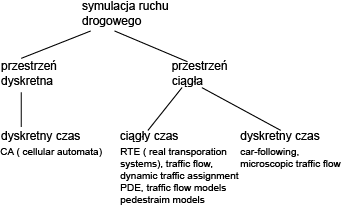 symulacja ruchu
drogowego
przestrzeń
dyskretna
przestrzeń
ciągła
dyskretny czas
CA ( cellular automata)
ciągły czas
RTE ( real transporation
systems), traffic flow,
dynamic traffic assignment
PDE, traffic flow models
pedestraim models
dyskretny czas
car-following,
microscopic traffic flow